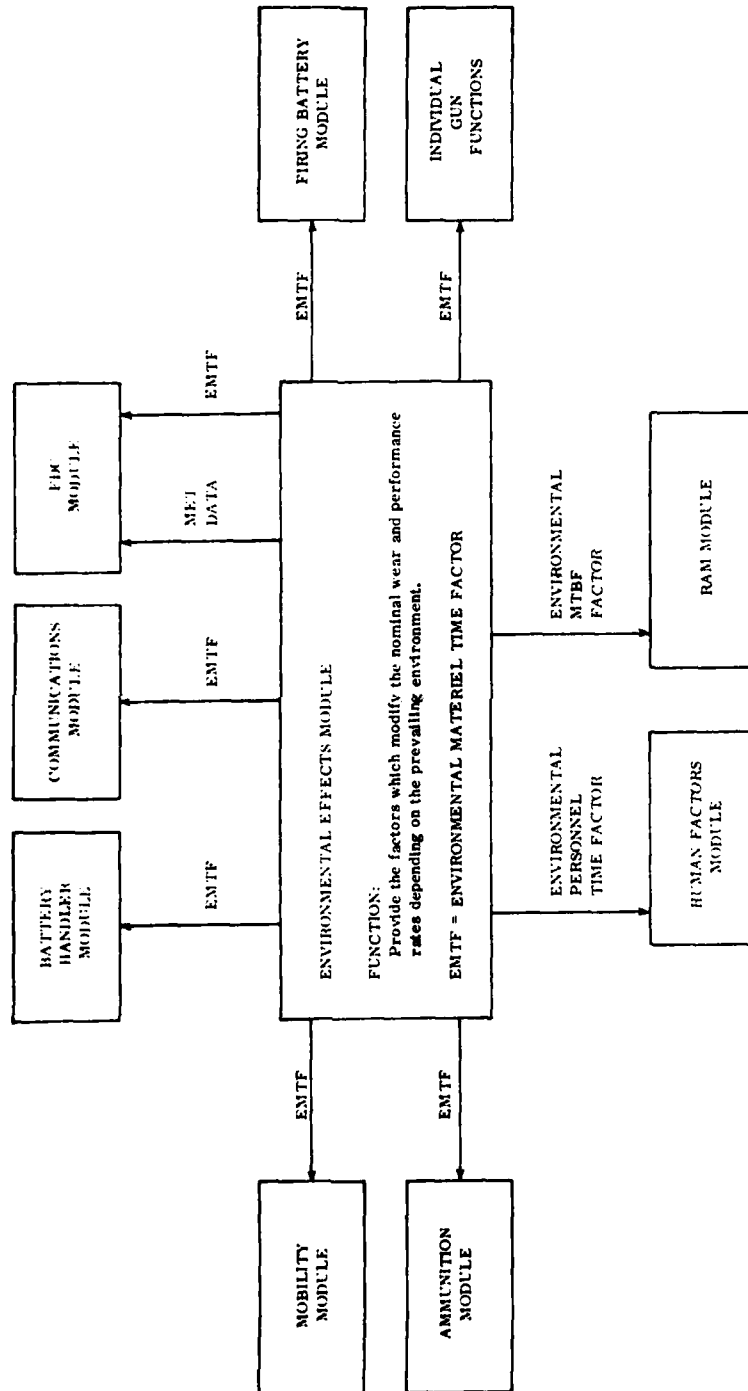 BATTERY
HANDLER
MODULE
COMMUNICATIONS
MODULE
FDC
MODULE
EMTF
EMTF
MET
DATA
EMTF
MOBILITY
MODULE
EMTF
ENVIRONMENTAL EFFECTS MODULE
FUNCTION:
Provide the factors which modify the nominal wear and performance
rates depending on the prevailing environment.
EMTF = ENVIRONMENTAL MATERIEL TIME FACTOR
EMTF
FIRING BATTERY
MODULE
AMMUNITION
MODULE
EMTF
EMTF
INDIVIDUAL
GUN
FUNCTIONS
ENVIRONMENTAL
PERSONNEL
TIME FACTOR
ENVIRONMENTAL
MTBF
FACTOR
HUMAN FACTORS
MODULE
RAM MODULE